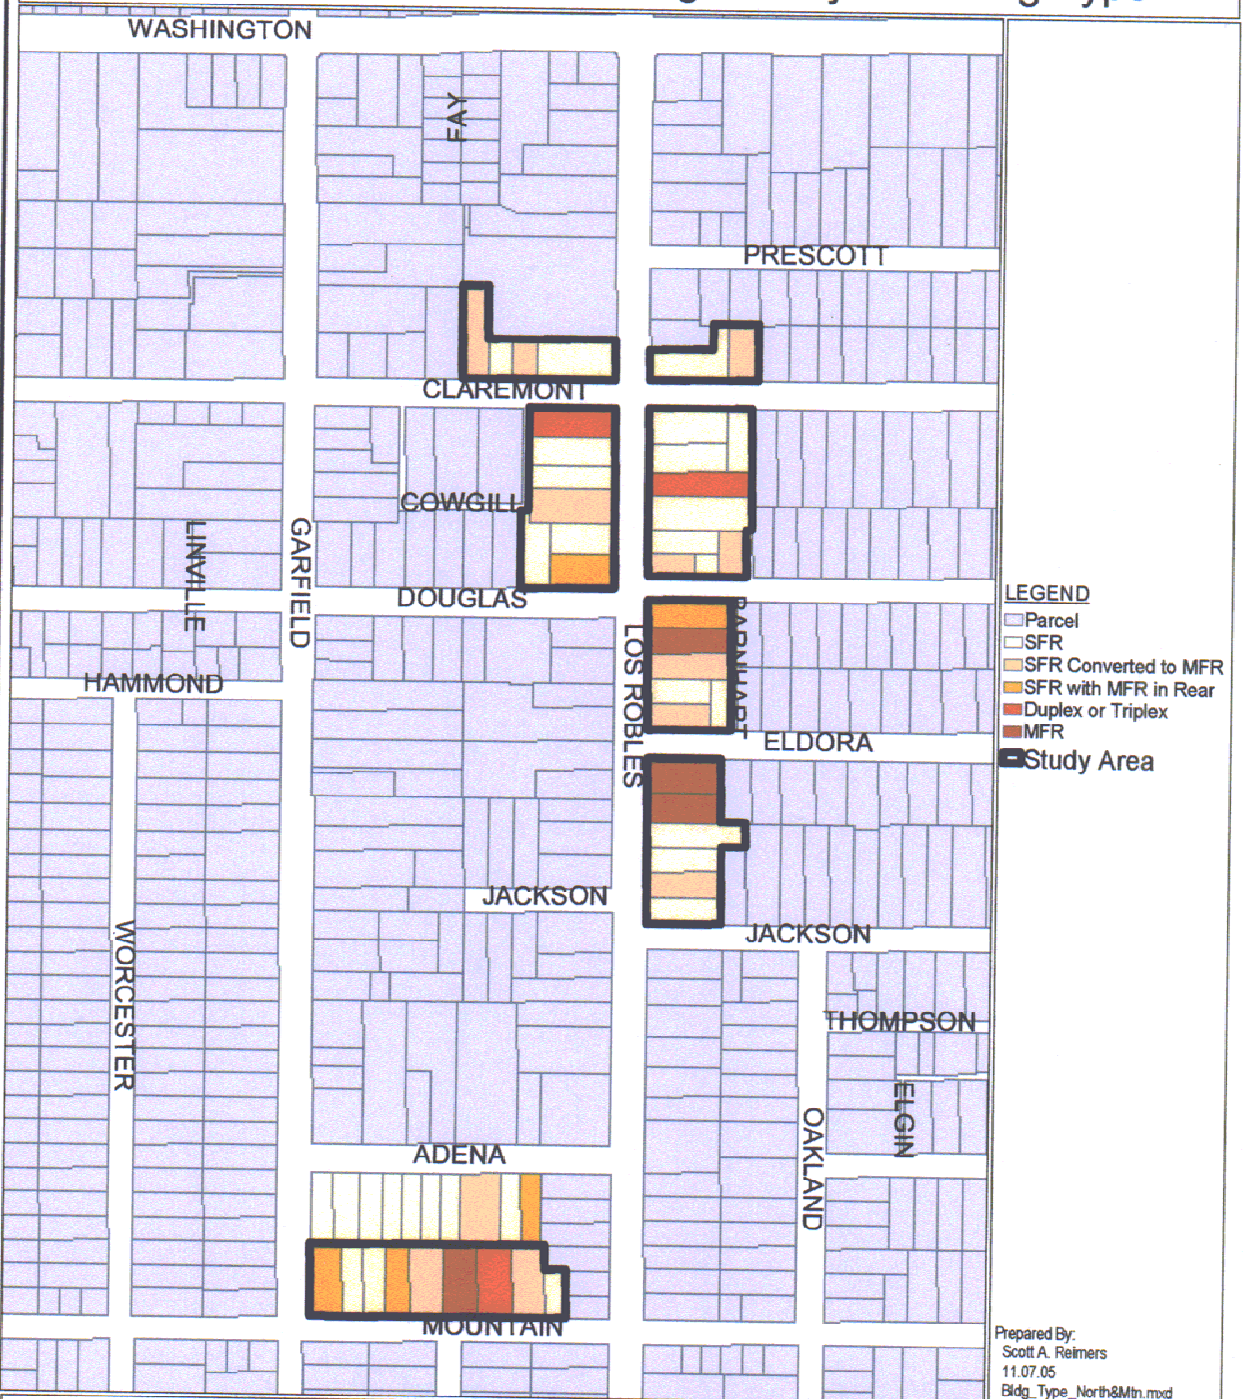 WASHINGTON
FAY
PRESCOTT
CLAREMONT
COWGILL
LINVILLE
GARFIELD
DOUGLAS
LOS ROBLES
BARNHART
HAMMOND
ELDORA
LEGEND
Parcel
SFR
SFR Converted to MFR
SFR with MFR in Rear
Duplex or Triplex
MFR
Study Area
JACKSON
JACKSON
WORCESTER
THOMPSON
ELGIN
OAKLAND
ADENA
MOUNTAIN
Prepared By:
Scott A. Reimers
11.07.05
Bldg_Type_North&Mtn.mxd